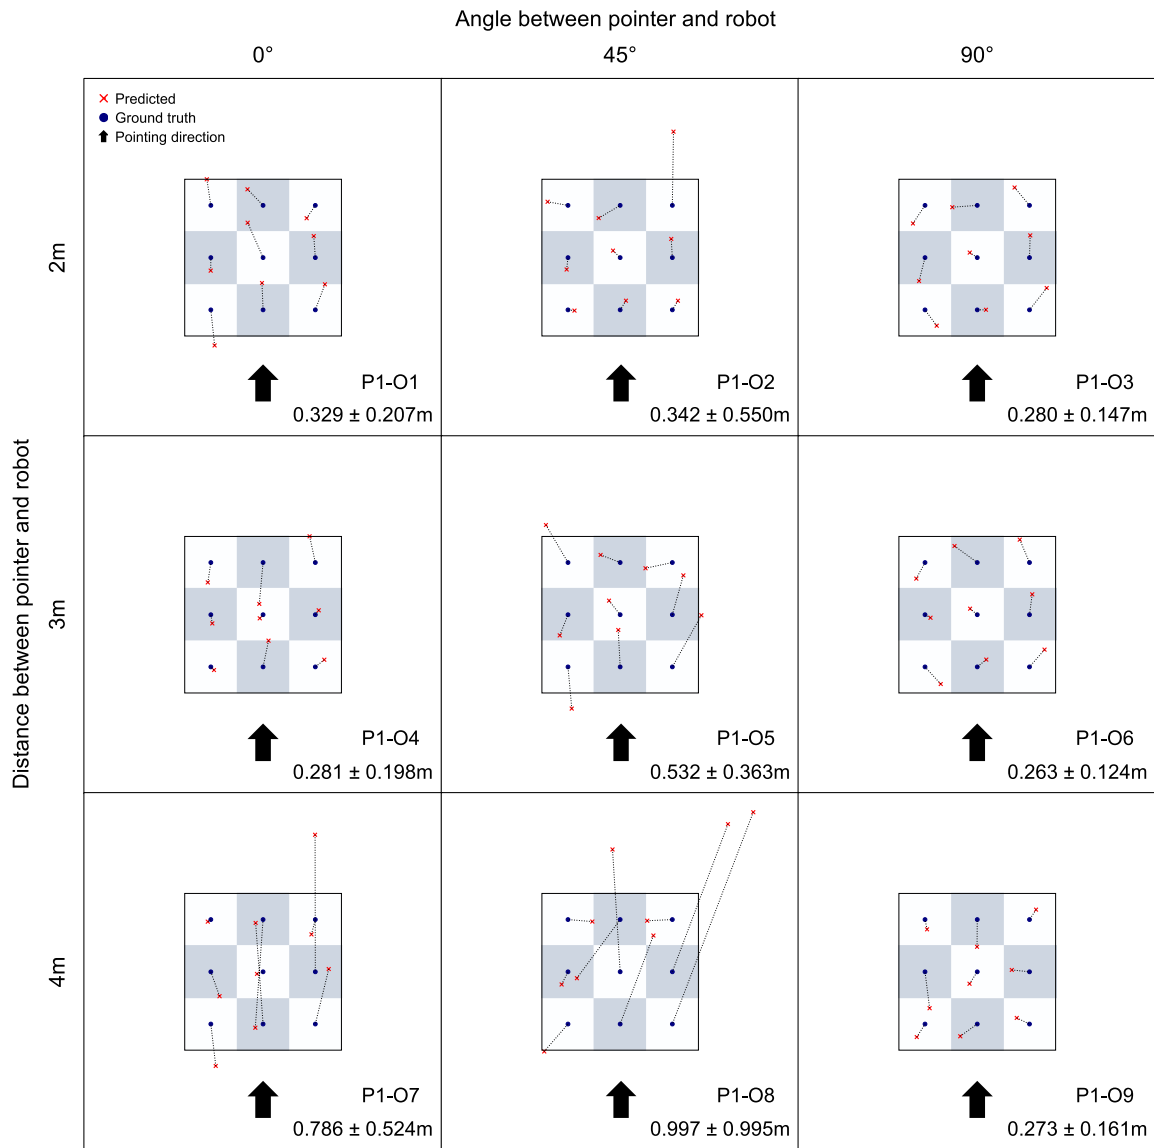 Angle between pointer and robot
0°
45°
90°
Predicted
Ground truth
Pointing direction
Distance between pointer and robot
2m
P1-O1
0.329 ± 0.207m
P1-O2
0.342 ± 0.550m
P1-O3
0.280 ± 0.147m
3m
P1-O4
0.281 ± 0.198m
P1-O5
0.532 ± 0.363m
P1-O6
0.263 ± 0.124m
4m
P1-O7
0.786 ± 0.524m
P1-O8
0.997 ± 0.995m
P1-O9
0.273 ± 0.161m